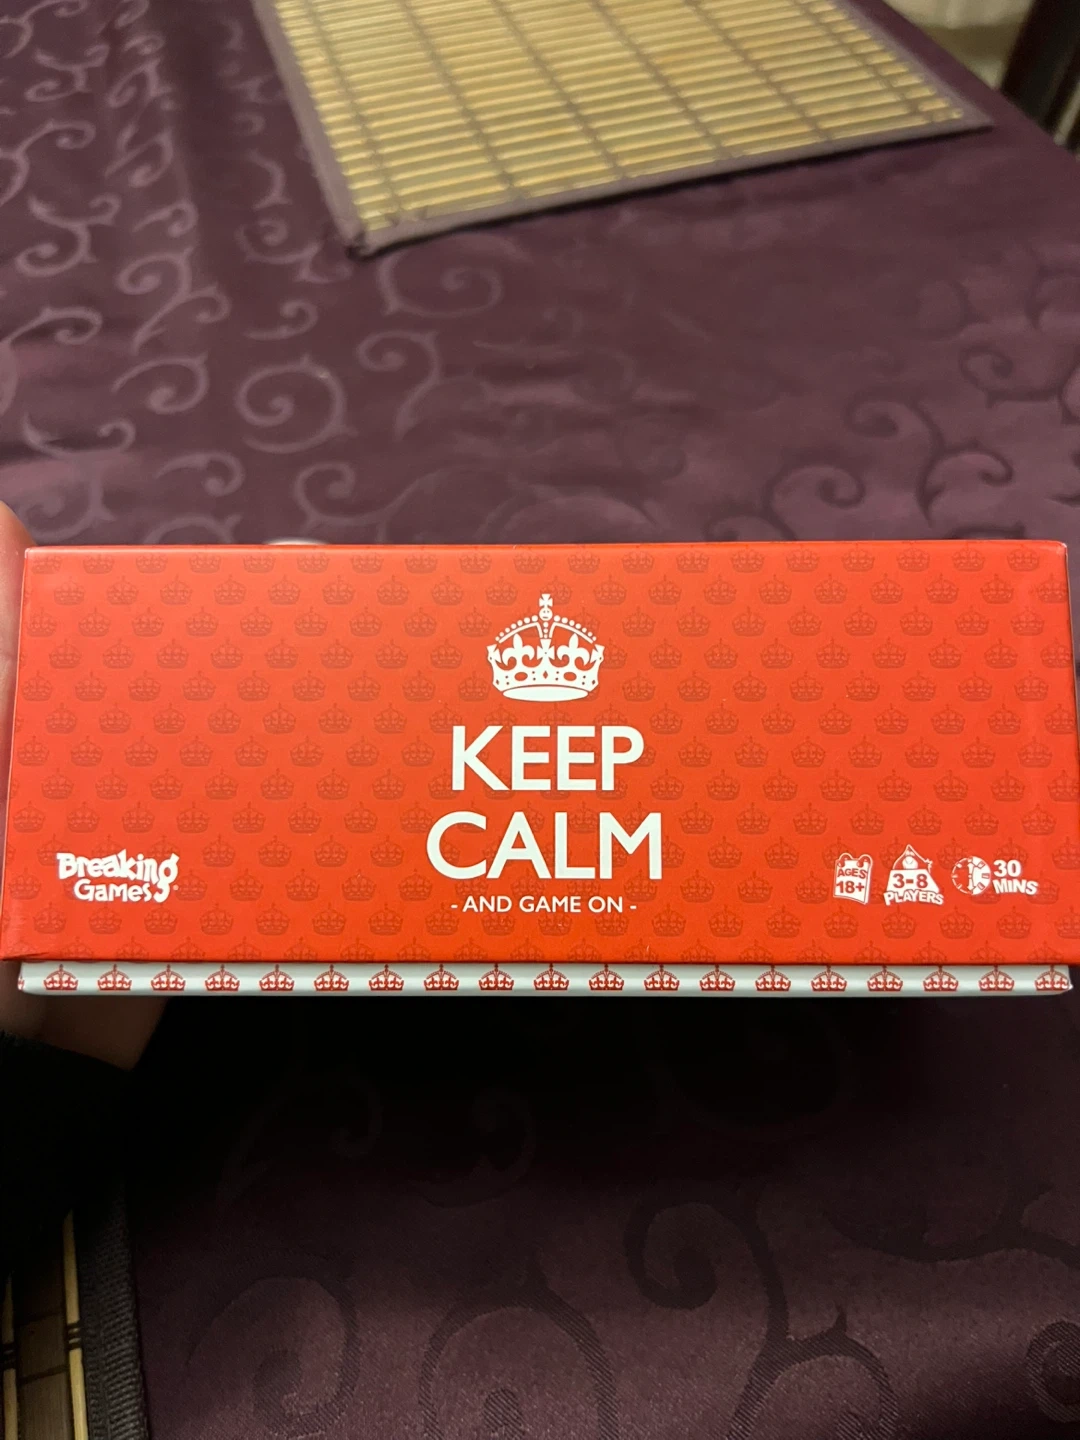 KEEP
CALM
- AND GAME ON -
Breaking
Games®
AGES
18+
3-8
PLAYERS
30
MINS